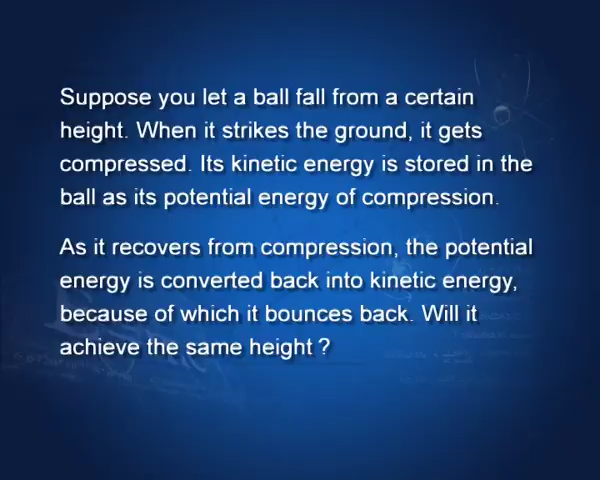 Suppose you let a ball fall from a certain
height. When it strikes the ground, it gets
compressed. Its kinetic energy is stored in the
ball as its potential energy of compression.
As it recovers from compression, the potential
energy is converted back into kinetic energy,
because of which it bounces back. Will it
achieve the same height ?